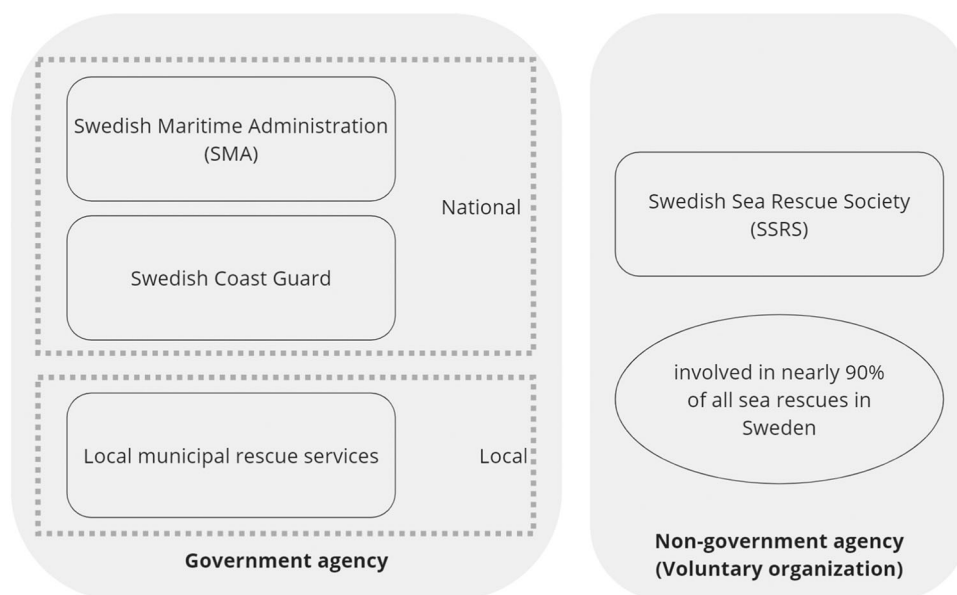 Swedish Maritime Administration
(SMA)
National
Swedish Coast Guard
Local municipal rescue services
Local
Government agency
Swedish Sea Rescue Society
(SSRS)
involved in nearly 90%
of all sea rescues in
Sweden
Non-government agency
(Voluntary organization)